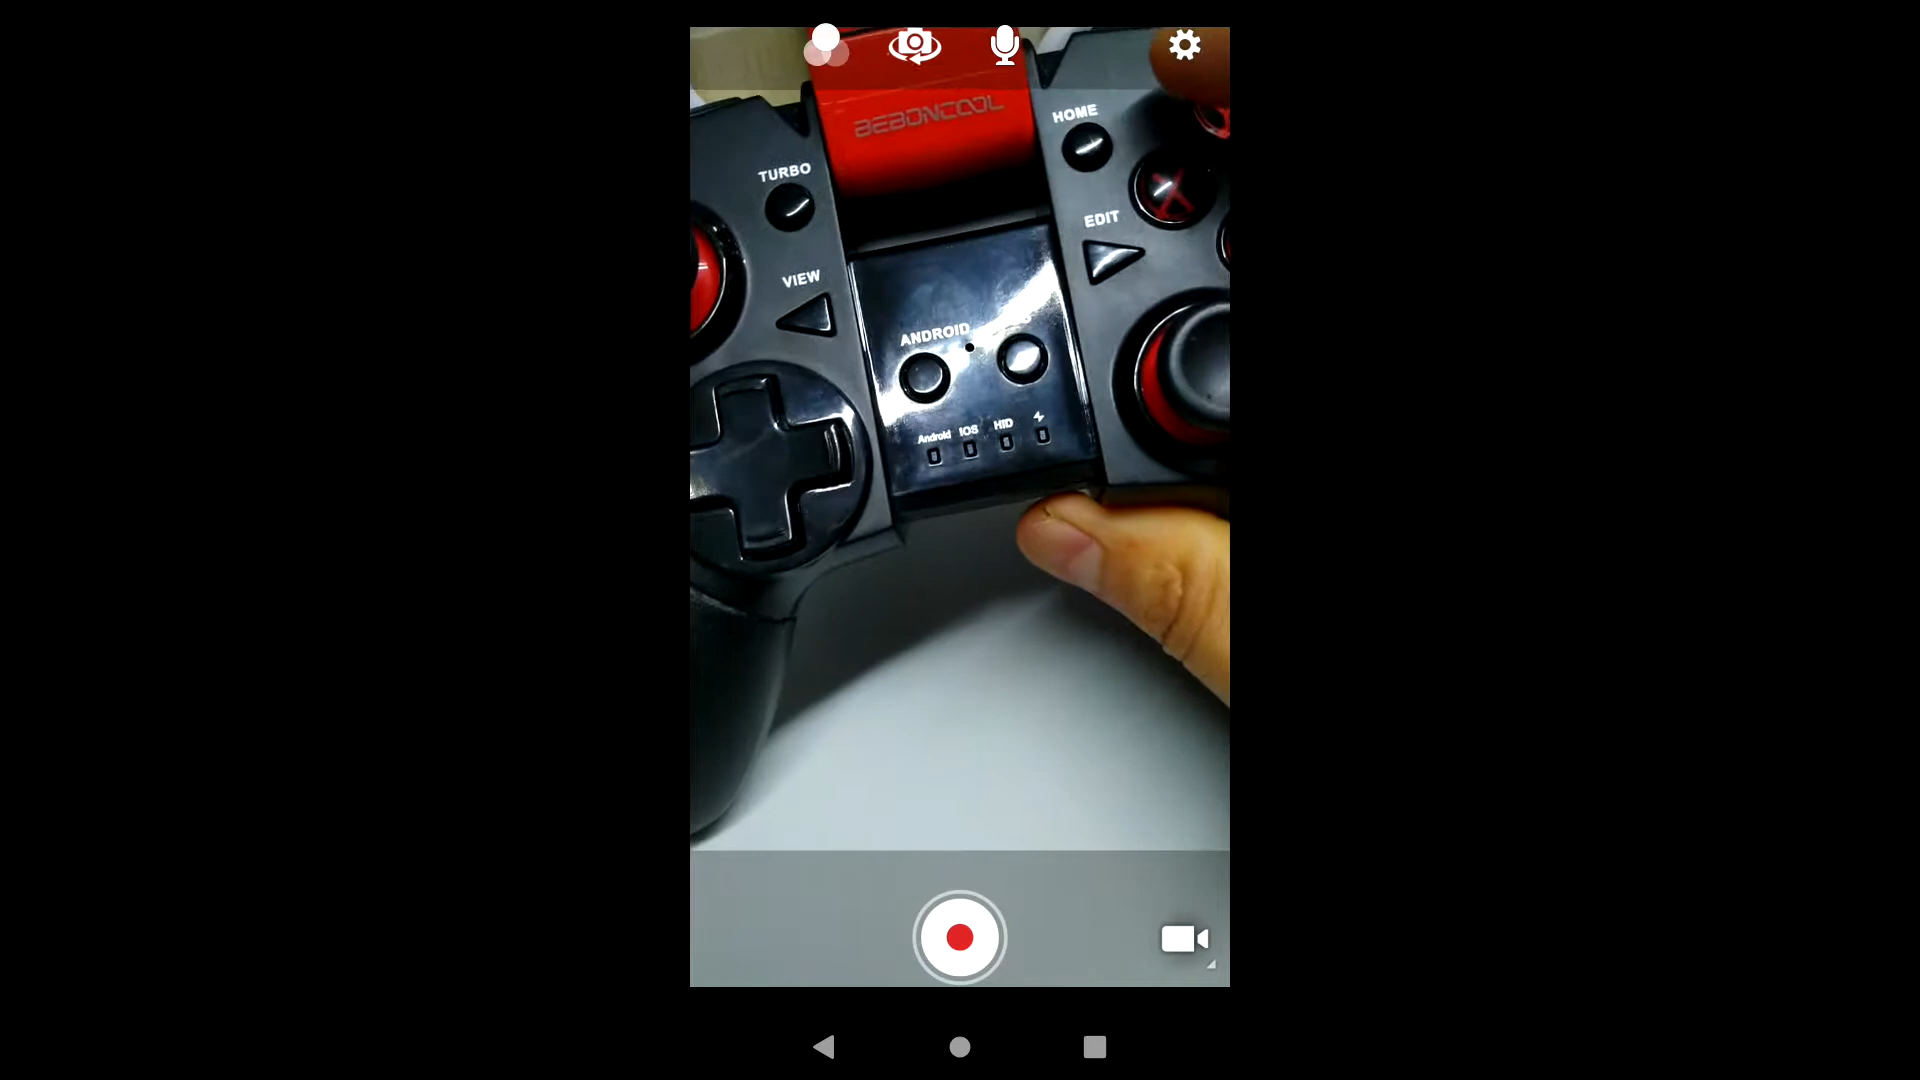 BEBONCOOL
HOME
TURBO
X
EDIT
VIEW
ANDROID
Android IOS HID